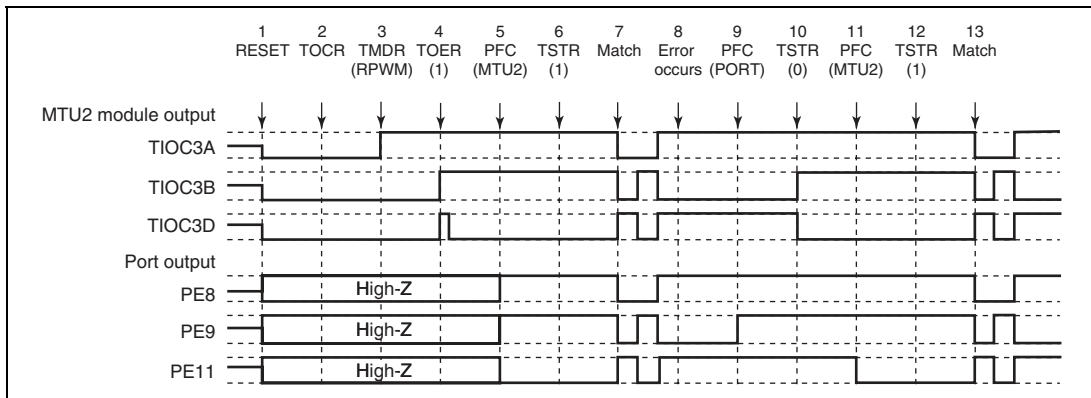 1 2 3 4 5 6 7 8 9 10 11 12 13
RESET TOCR TMDR TOER PFC TSTR Match Error PFC TSTR PFC TSTR Match
(RPWM) (1) (MTU2) (1) occurs (PORT) (0) (MTU2) (1)
MTU2 module output
TIOC3A
TIOC3B
TIOC3D
Port output
PE8 High-Z
PE9 High-Z
PE11 High-Z